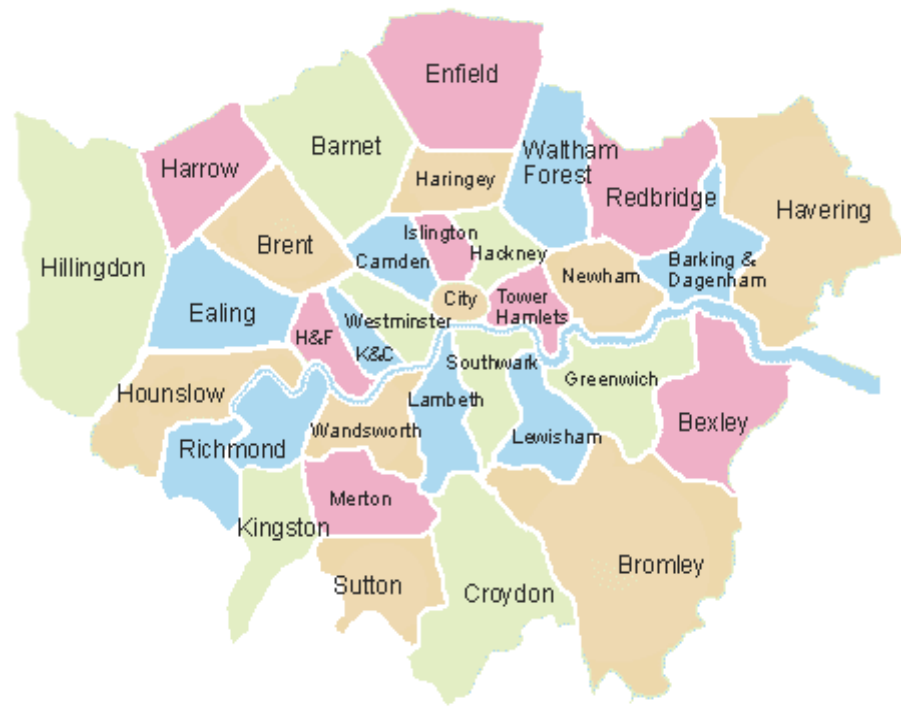 Enfield
Barnet
Waltham
Forest
Harrow
Haringey
Redbridge
Havering
Islington
Brent
Hackney
Camden
Hillingdon
Newham
Barking &
Dagenham
City
Tower
Hamlets
Ealing
Westminster
H&F
K&C
Southwark
Greenwich
Hounslow
Lambeth
Bexley
Wandsworth
Lewisham
Richmond
Merton
Kingston
Bromley
Sutton
Croydon